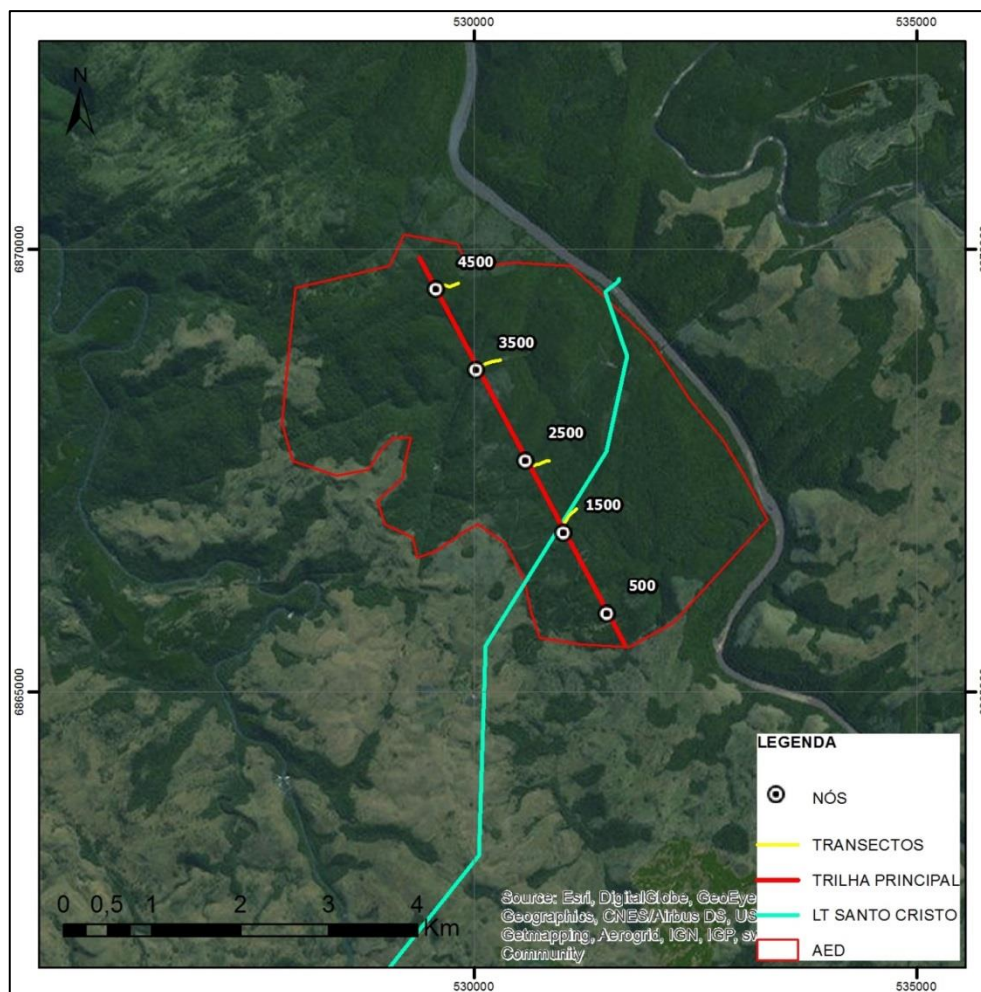 530000
535000
N
6870000
4500
3500
2500
1500
500
6865000
LEGENDA
NÓS
TRANSECTOS
TRILHA PRINCIPAL
LT SANTO CRISTO
AED
0 0,5 1 2 3 4
Km
Source: Esri, DigitalGlobe, GeoEye
Geographics, CNES/Airbus DS, US
Getmapping, Aerogrid, IGN, IGP, sw
Community
530000
535000